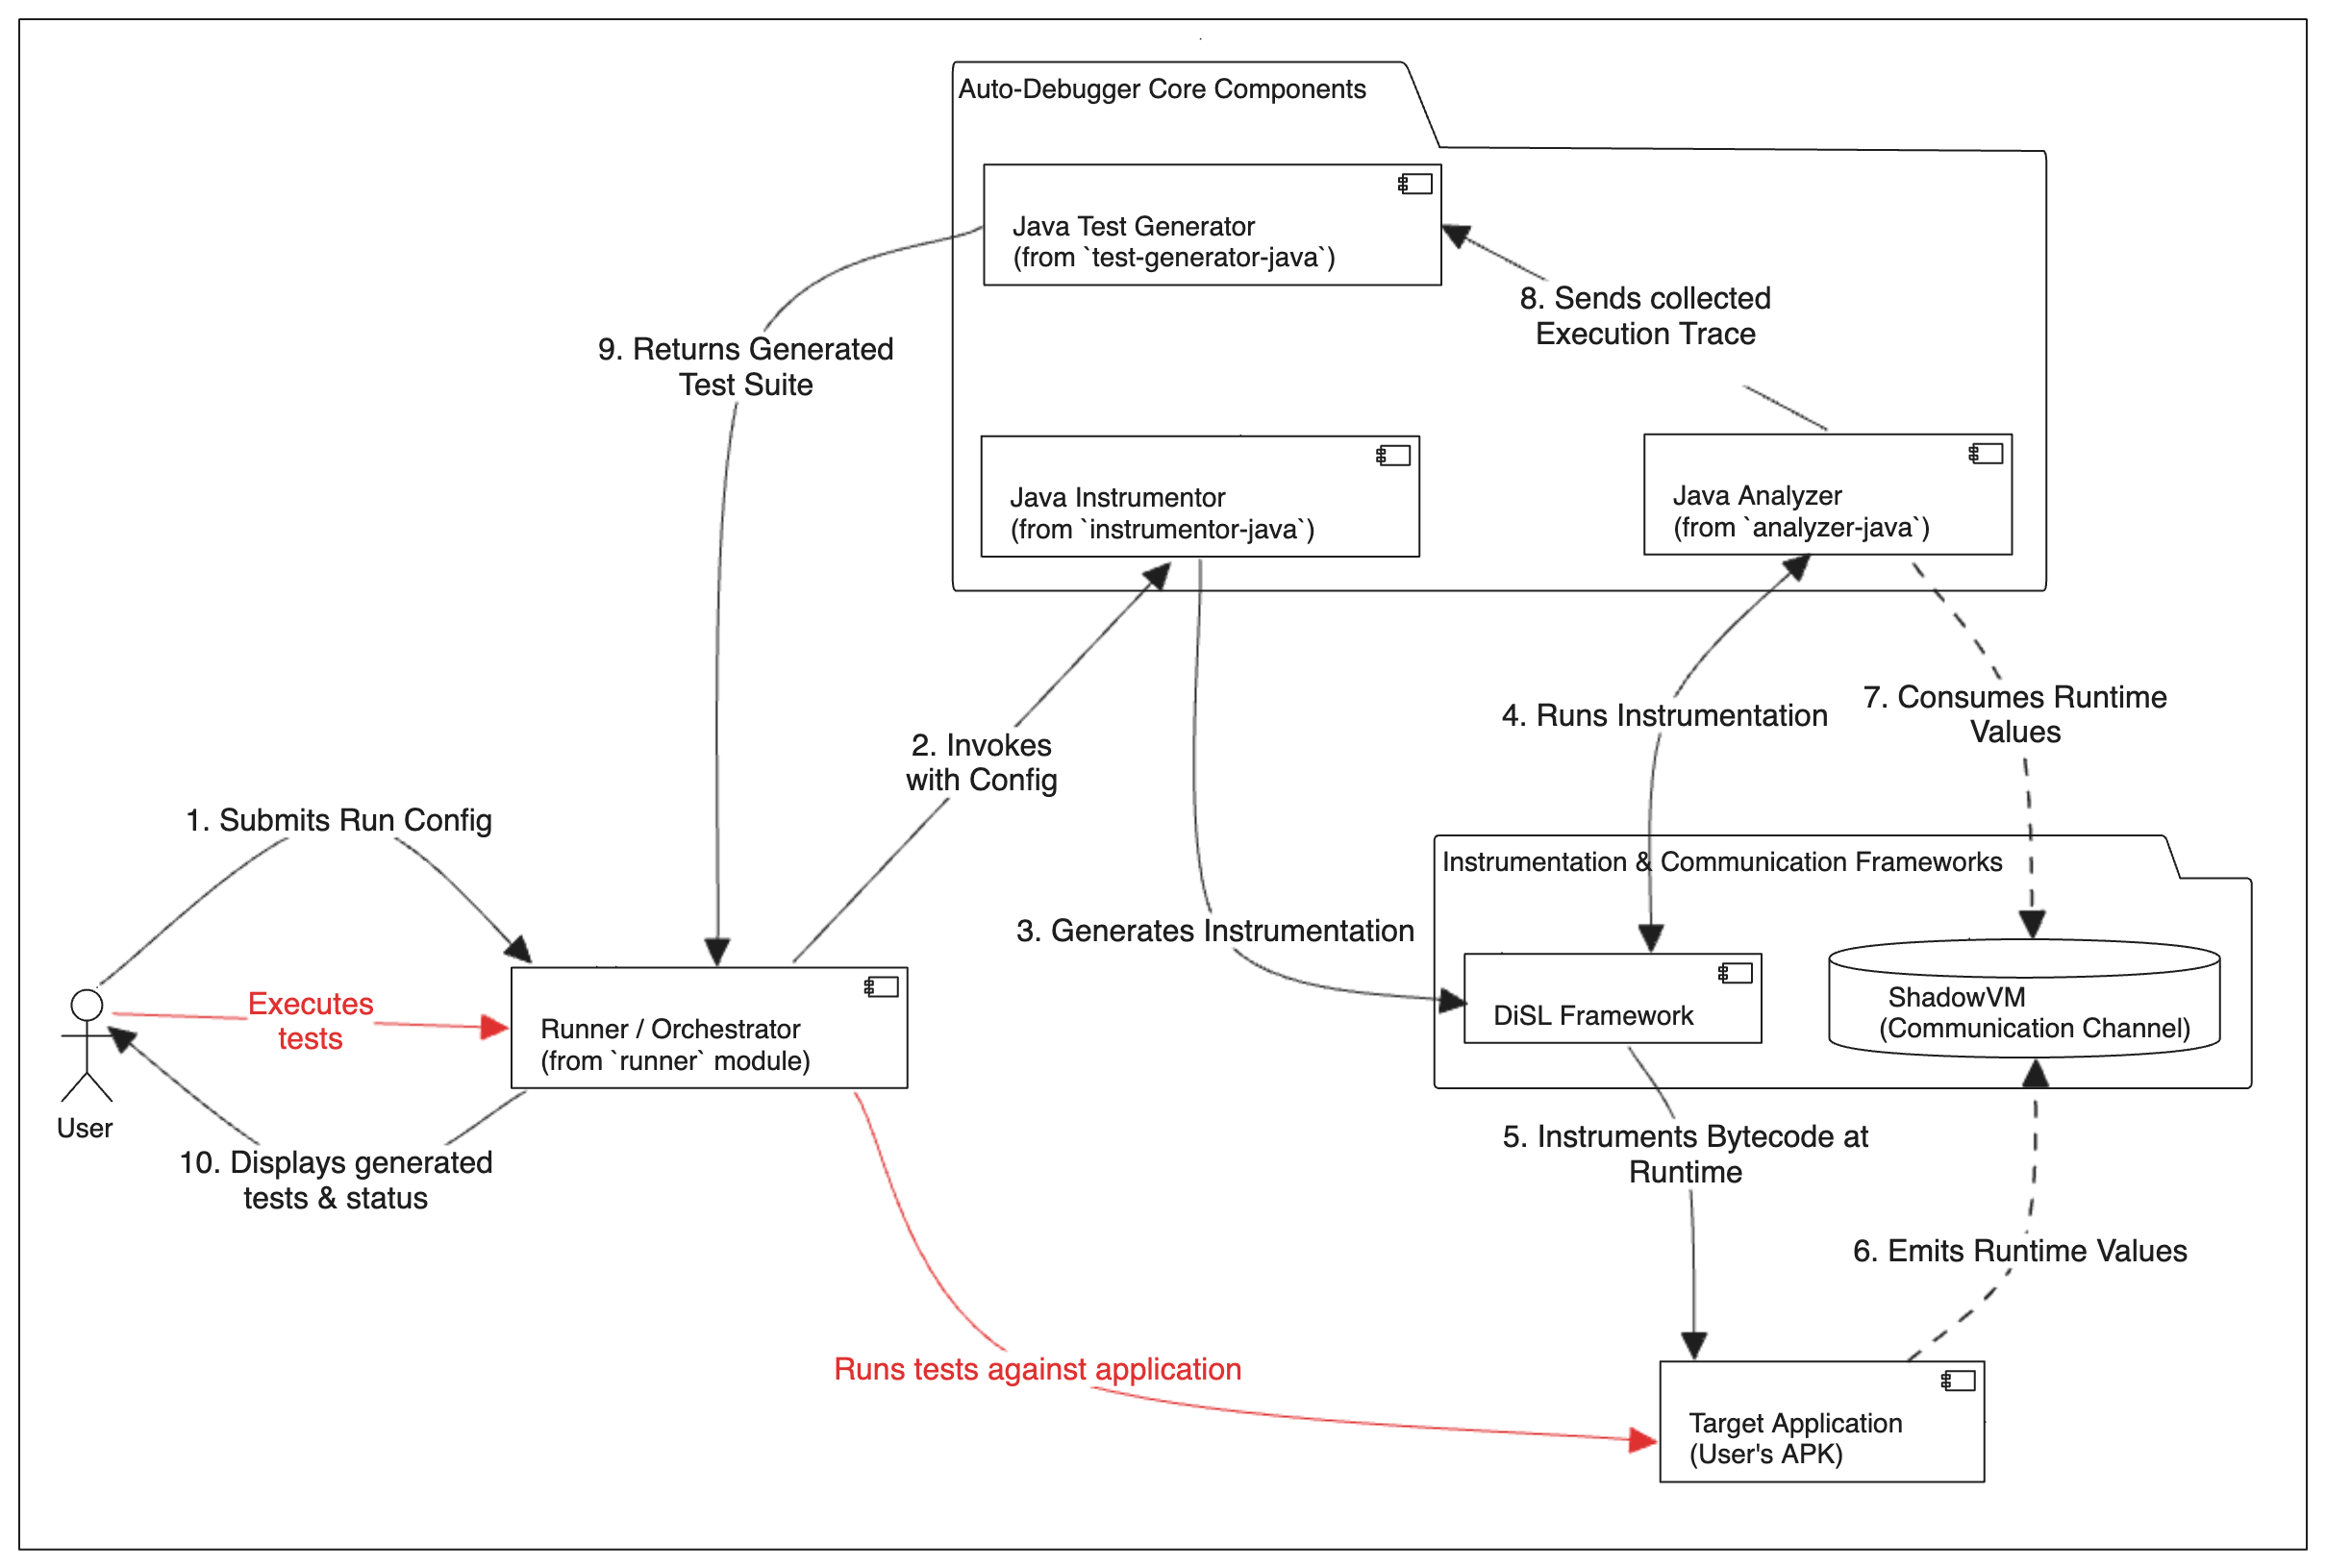 Auto-Debugger Core Components
Java Test Generator
(from `test-generator-java`)
8. Sends collected
Execution Trace
9. Returns Generated
Test Suite
Java Instrumentor
(from `instrumentor-java`)
Java Analyzer
(from `analyzer-java`)
4. Runs Instrumentation
7. Consumes Runtime
Values
2. Invokes
with Config
1. Submits Run Config
Instrumentation & Communication Frameworks
3. Generates Instrumentation
DiSL Framework
ShadowVM
(Communication Channel)
Executes
tests
Runner / Orchestrator
(from `runner` module)
User
10. Displays generated
tests & status
5. Instruments Bytecode at
Runtime
6. Emits Runtime Values
Runs tests against application
Target Application
(User's APK)